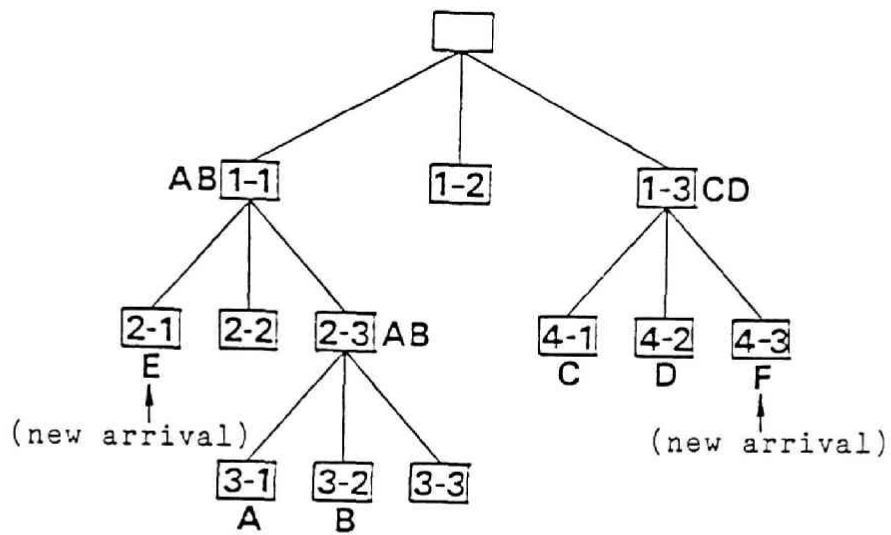 AB 1-1
1-2
1-3 CD
2-1
2-2
2-3 AB
4-1
4-2
4-3
E
C
D
F
(new arrival)
(new arrival)
3-1
3-2
3-3
A
B